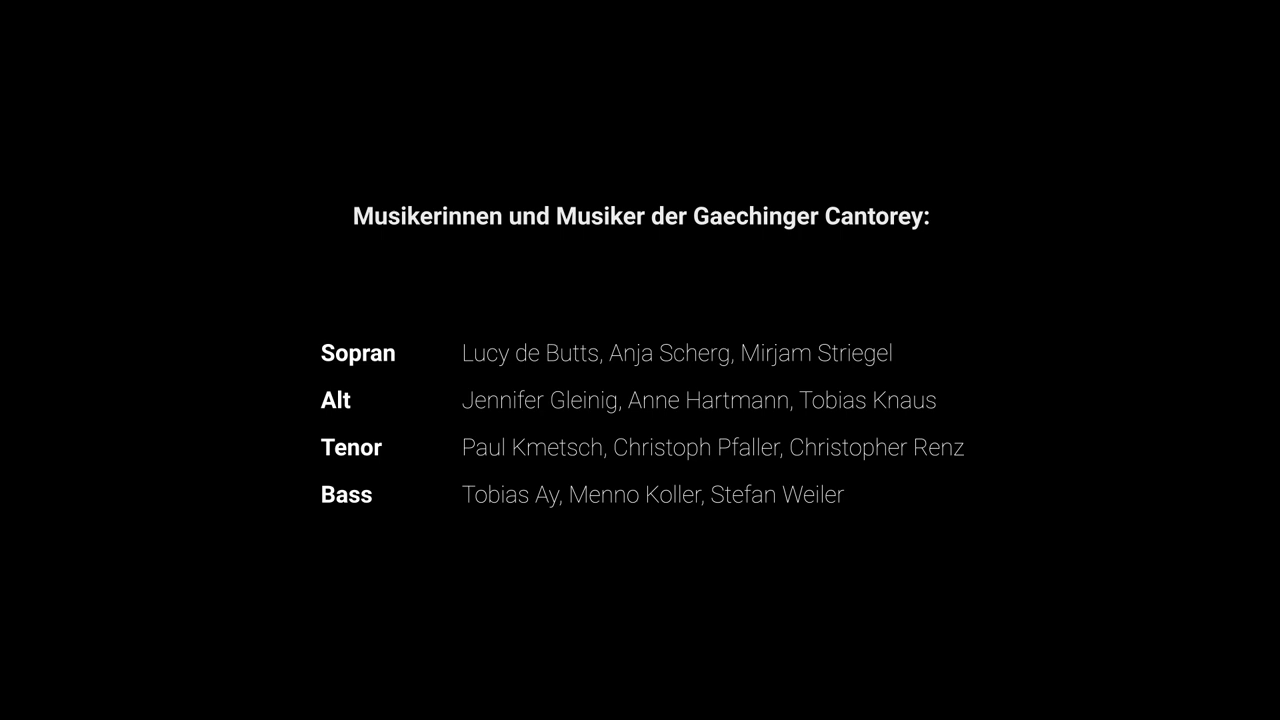 Musikerinnen und Musiker der Gaechinger Cantorey:
Sopran Lucy de Butts, Anja Scherg, Mirjam Striegel
Alt Jennifer Gleinig, Anne Hartmann, Tobias Knaus
Tenor Paul Kmetsch, Christoph Pfaller, Christopher Renz
Bass Tobias Ay, Menno Koller, Stefan Weiler